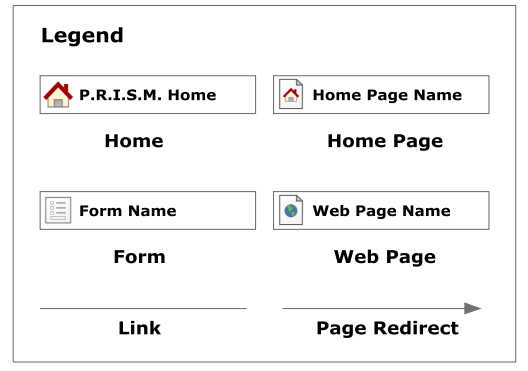 Legend
P.R.I.S.M. Home
Home Page Name
Home
Home Page
Form Name
Web Page Name
Form
Web Page
Link
Page Redirect